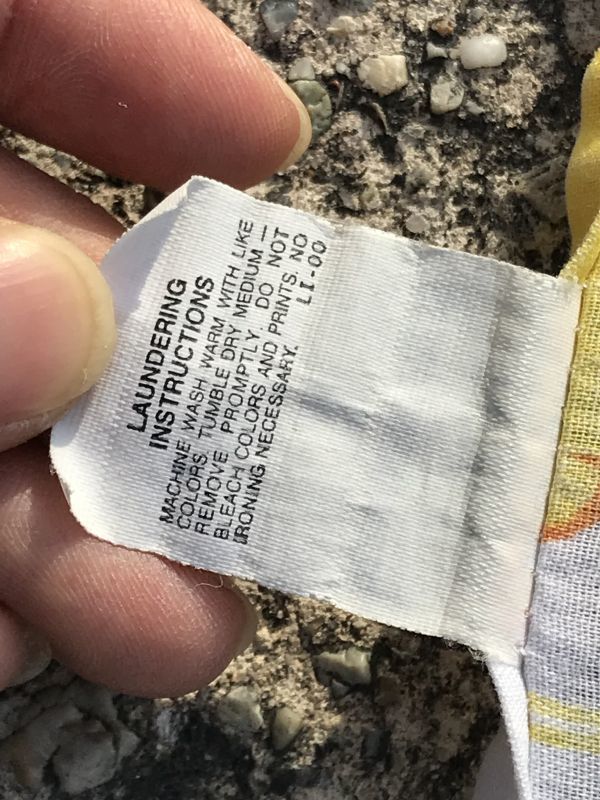 LAUNDERING
INSTRUCTIONS
MACHINE WASH WARM WITH LIKE
COLORS. TUMBLE DRY MEDIUM —
REMOVE PROMPTLY. DO NOT
BLEACH COLORS AND PRINTS. NO
IRONING NECESSARY. LI-00